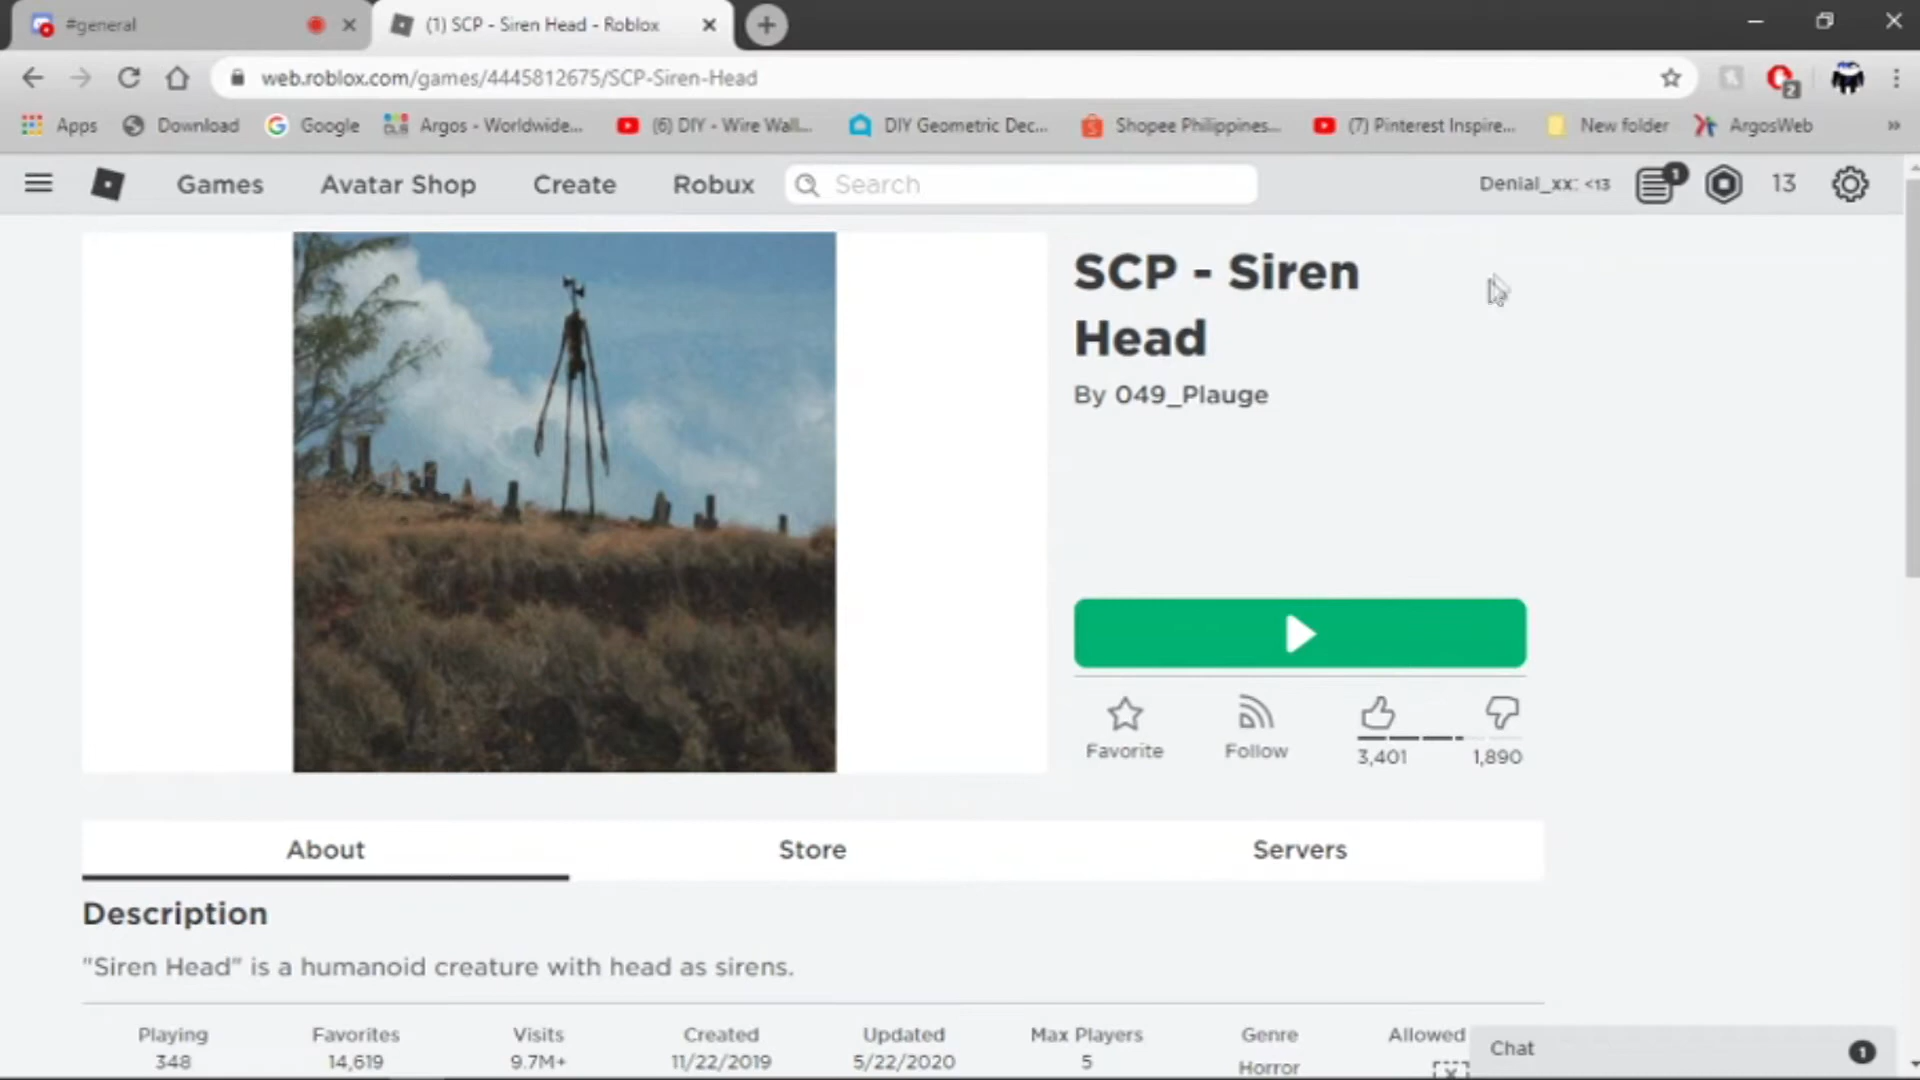 #general
(1) SCP - Siren Head - Roblox
web.roblox.com/games/4445812675/SCP-Siren-Head
2
Apps
Download
Google
Argos - Worldwide...
(6) DIY - Wire Wall...
DIY Geometric Dec...
Shopee Philippines...
(7) Pinterest Inspire...
New folder
ArgosWeb
»
Games
Avatar Shop
Create
Robux
Search
Denial_xx: <13
1
13
SCP - Siren
Head
By 049_Plauge
Favorite
Follow
3,401
1,890
About
Store
Servers
Description
"Siren Head" is a humanoid creature with head as sirens.
Playing
Favorites
Visits
Created
Updated
Max Players
Genre
Allowed
348
14,619
9.7M+
11/22/2019
5/22/2020
5
Horror
Chat
1